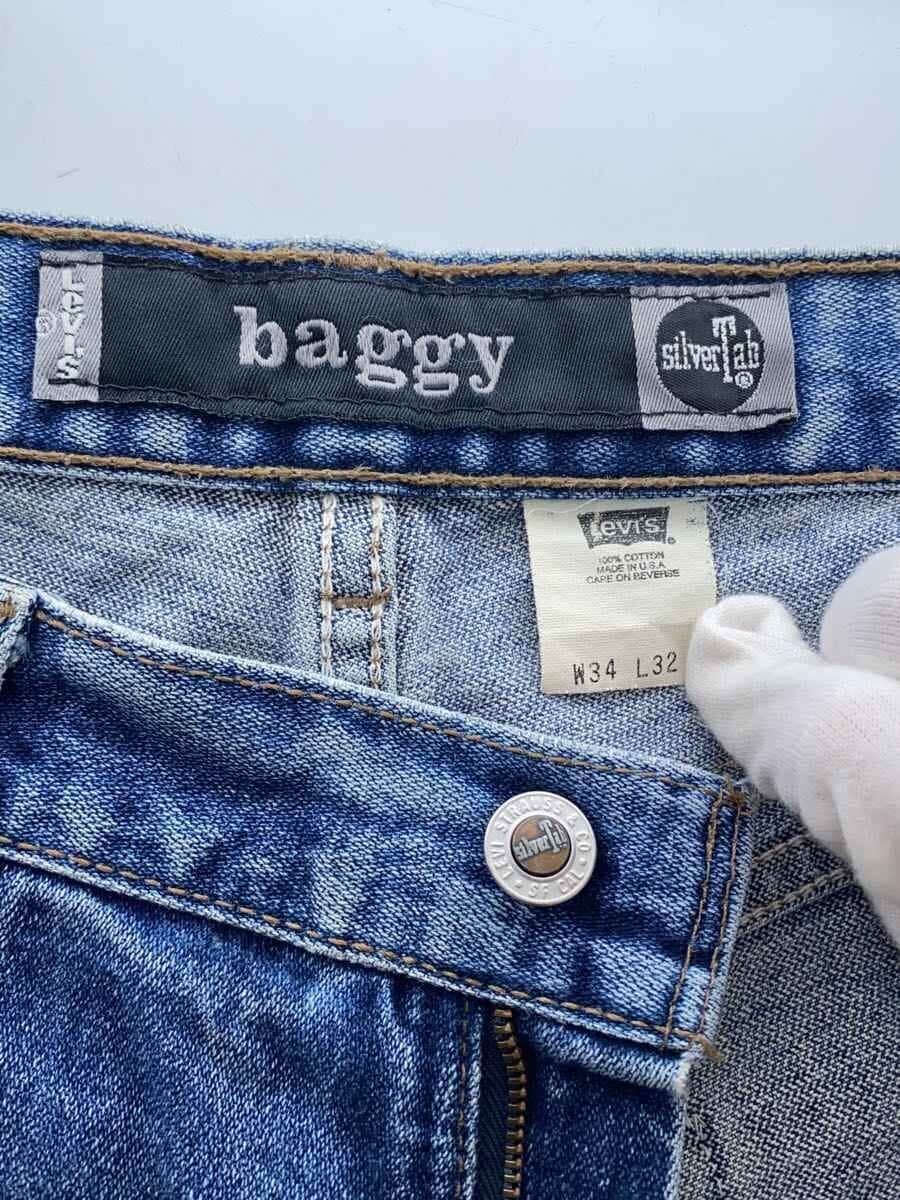 LEVI'S
®
baggy
silverTab
®
Levi's
®
100% COTTON
MADE IN U.S.A
CARE ON REVERSE
W34 L32
LEVI STRAUSS & CO
silverTab
• SF CAL •